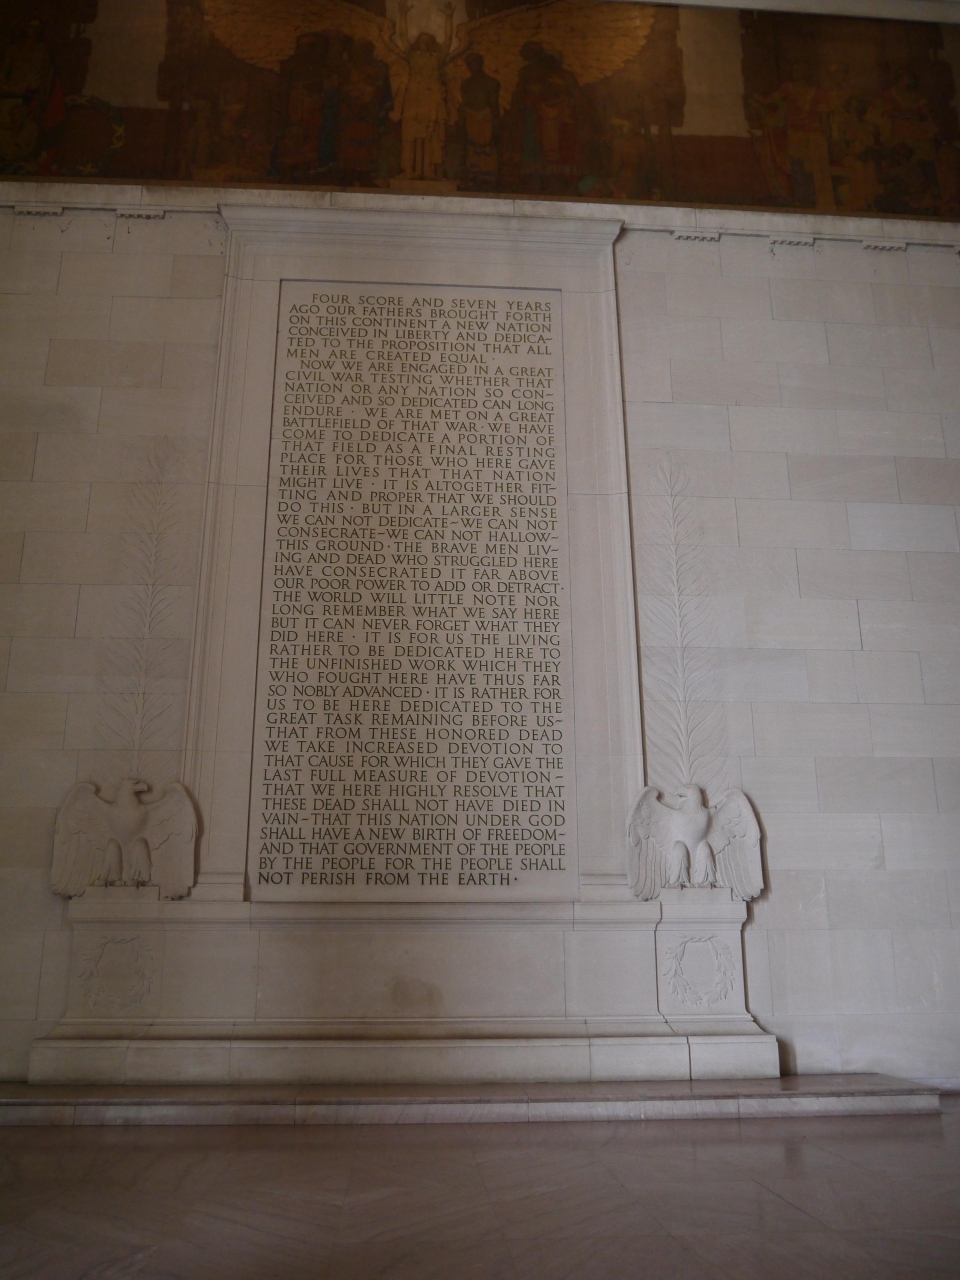 FOUR SCORE AND SEVEN YEARS
AGO OUR FATHERS BROUGHT FORTH
ON THIS CONTINENT A NEW NATION
CONCEIVED IN LIBERTY AND DEDICA~
TED TO THE PROPOSITION THAT ALL
MEN ARE CREATED EQUAL ·
NOW WE ARE ENGAGED IN A GREAT
CIVIL WAR TESTING WHETHER THAT
NATION OR ANY NATION SO CON~
CEIVED AND SO DEDICATED CAN LONG
ENDURE · WE ARE MET ON A GREAT
BATTLEFIELD OF THAT WAR · WE HAVE
COME TO DEDICATE A PORTION OF
THAT FIELD AS A FINAL RESTING
PLACE FOR THOSE WHO HERE GAVE
THEIR LIVES THAT THAT NATION
MIGHT LIVE · IT IS ALTOGETHER FIT~
TING AND PROPER THAT WE SHOULD
DO THIS · BUT IN A LARGER SENSE
WE CAN NOT DEDICATE~WE CAN NOT
CONSECRATE~WE CAN NOT HALLOW~
THIS GROUND · THE BRAVE MEN LIV~
ING AND DEAD WHO STRUGGLED HERE
HAVE CONSECRATED IT FAR ABOVE
OUR POOR POWER TO ADD OR DETRACT ·
THE WORLD WILL LITTLE NOTE NOR
LONG REMEMBER WHAT WE SAY HERE
BUT IT CAN NEVER FORGET WHAT THEY
DID HERE · IT IS FOR US THE LIVING
RATHER TO BE DEDICATED HERE TO
THE UNFINISHED WORK WHICH THEY
WHO FOUGHT HERE HAVE THUS FAR
SO NOBLY ADVANCED · IT IS RATHER FOR
US TO BE HERE DEDICATED TO THE
GREAT TASK REMAINING BEFORE US~
THAT FROM THESE HONORED DEAD
WE TAKE INCREASED DEVOTION TO
THAT CAUSE FOR WHICH THEY GAVE THE
LAST FULL MEASURE OF DEVOTION~
THAT WE HERE HIGHLY RESOLVE THAT
THESE DEAD SHALL NOT HAVE DIED IN
VAIN~THAT THIS NATION UNDER GOD
SHALL HAVE A NEW BIRTH OF FREEDOM~
AND THAT GOVERNMENT OF THE PEOPLE
BY THE PEOPLE FOR THE PEOPLE SHALL
NOT PERISH FROM THE EARTH ·